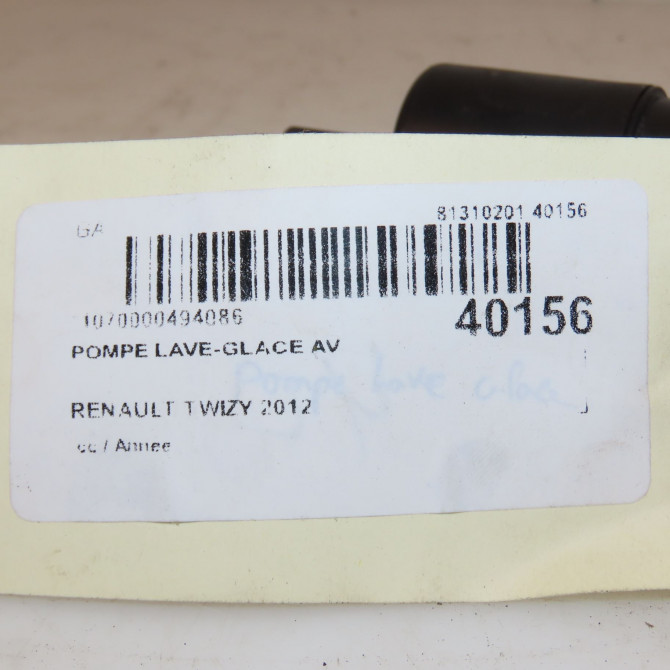 GA
81310201 40156
1070000494086
40156
POMPE LAVE-GLACE AV
Pompe Lave Glace
RENAULT TWIZY 2012
cc / Annee